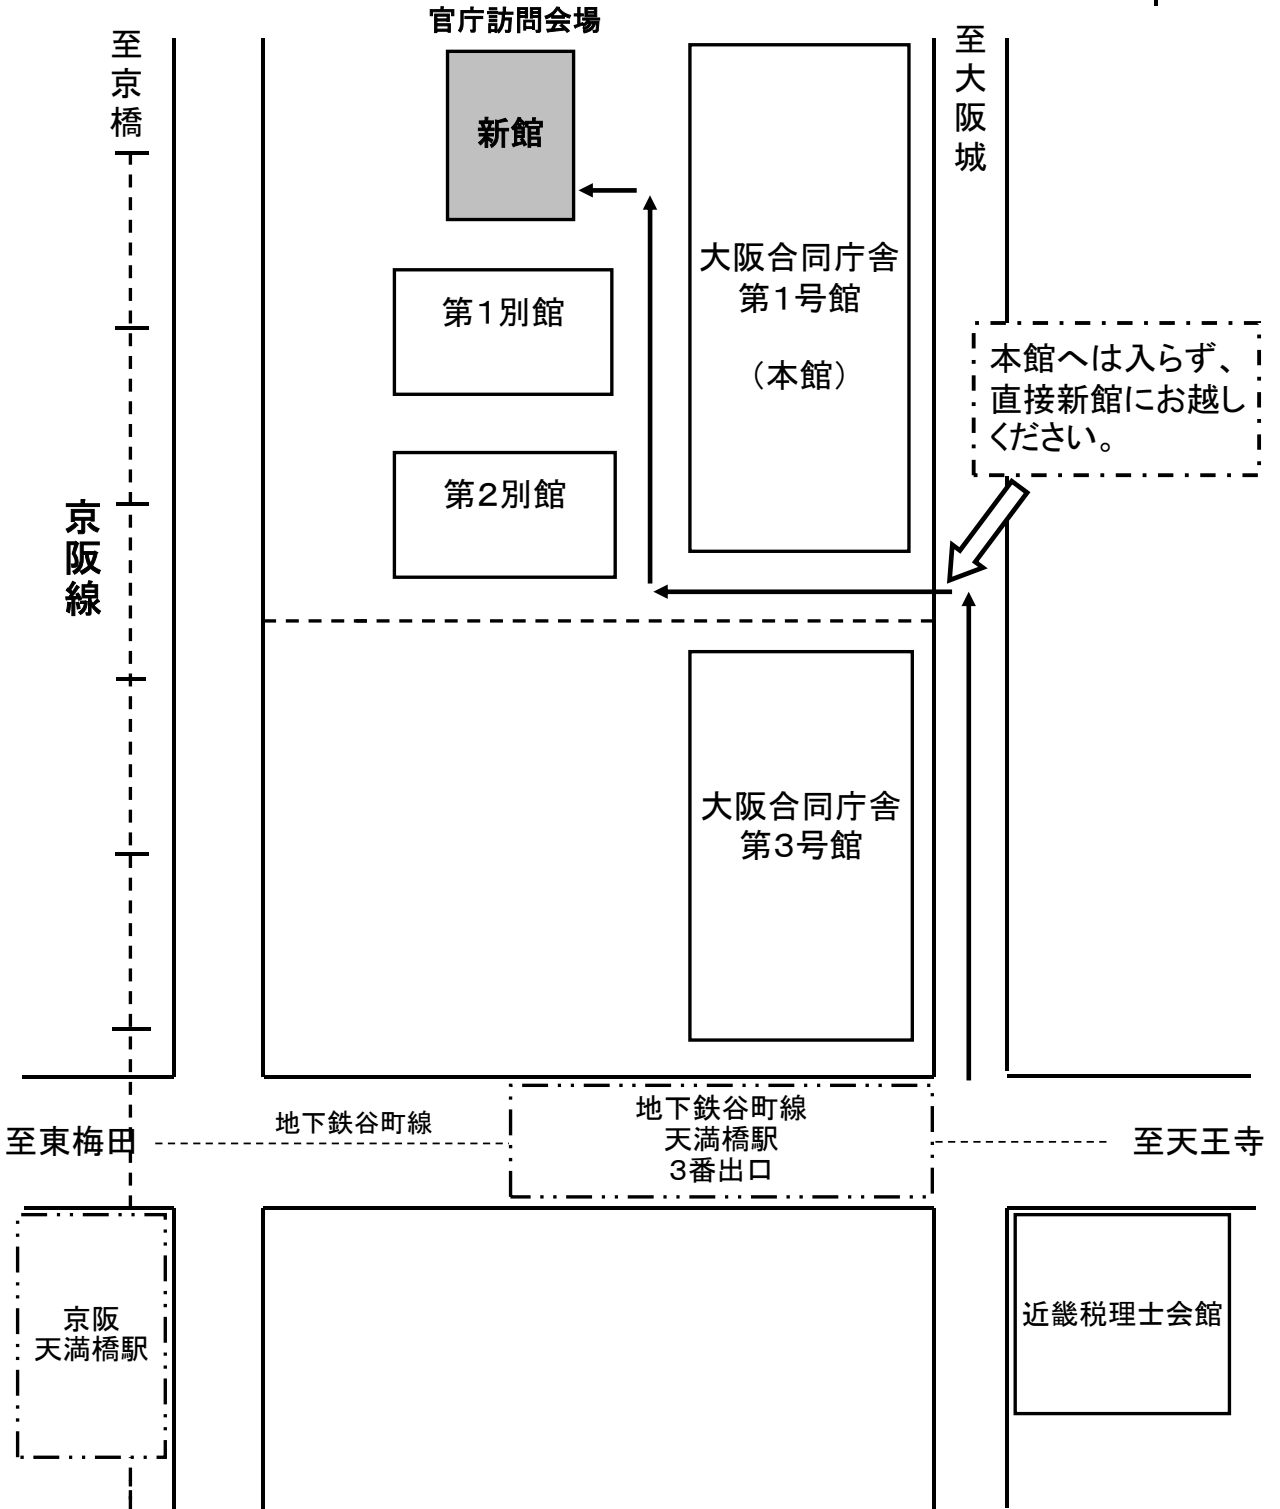 官庁訪問会場
至京橋
新館
至大阪城
大阪合同庁舎
第1号館
（本館）
第1別館
本館へは入らず、
直接新館にお越し
ください。
第2別館
京阪線
大阪合同庁舎
第3号館
至東梅田
地下鉄谷町線
地下鉄谷町線
天満橋駅
3番出口
至天王寺
京阪
天満橋駅
近畿税理士会館